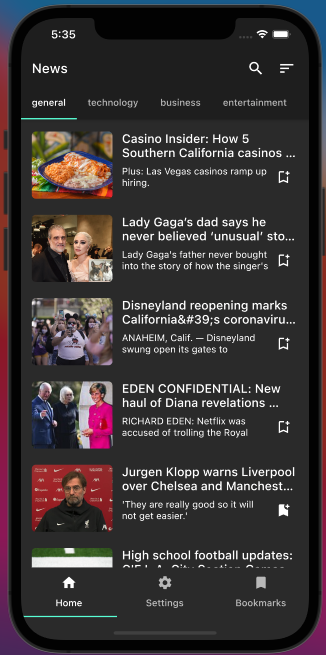 5:35
News
general technology business entertainment
Casino Insider: How 5
Southern California casinos ...
Plus: Las Vegas casinos ramp up
hiring.
Lady Gaga's dad says he
never believed ‘unusual’ sto...
Lady Gaga's father never bought
into the story of how the singer's
Disneyland reopening marks
California&#39;s coronaviru...
ANAHEIM, Calif. — Disneyland
swung open its gates to
EDEN CONFIDENTIAL: New
haul of Diana revelations ...
RICHARD EDEN: Netflix was
accused of trolling the Royal
Jurgen Klopp warns Liverpool
over Chelsea and Manchest...
'They are really good so it will
not get easier.'
High school football updates:
Home Settings Bookmarks